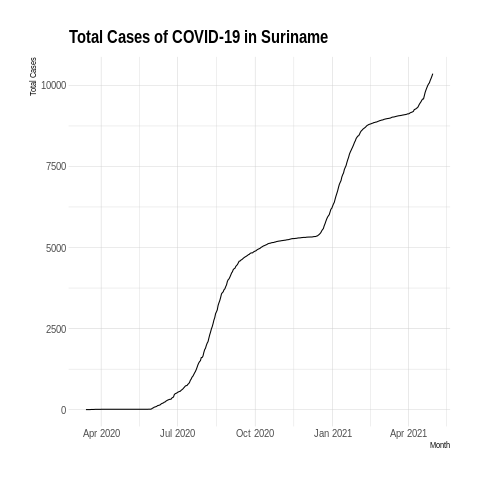 Total Cases of COVID-19 in Suriname
Total Cases
10000
7500
5000
2500
0
Apr 2020 Jul 2020 Oct 2020 Jan 2021 Apr 2021
Month